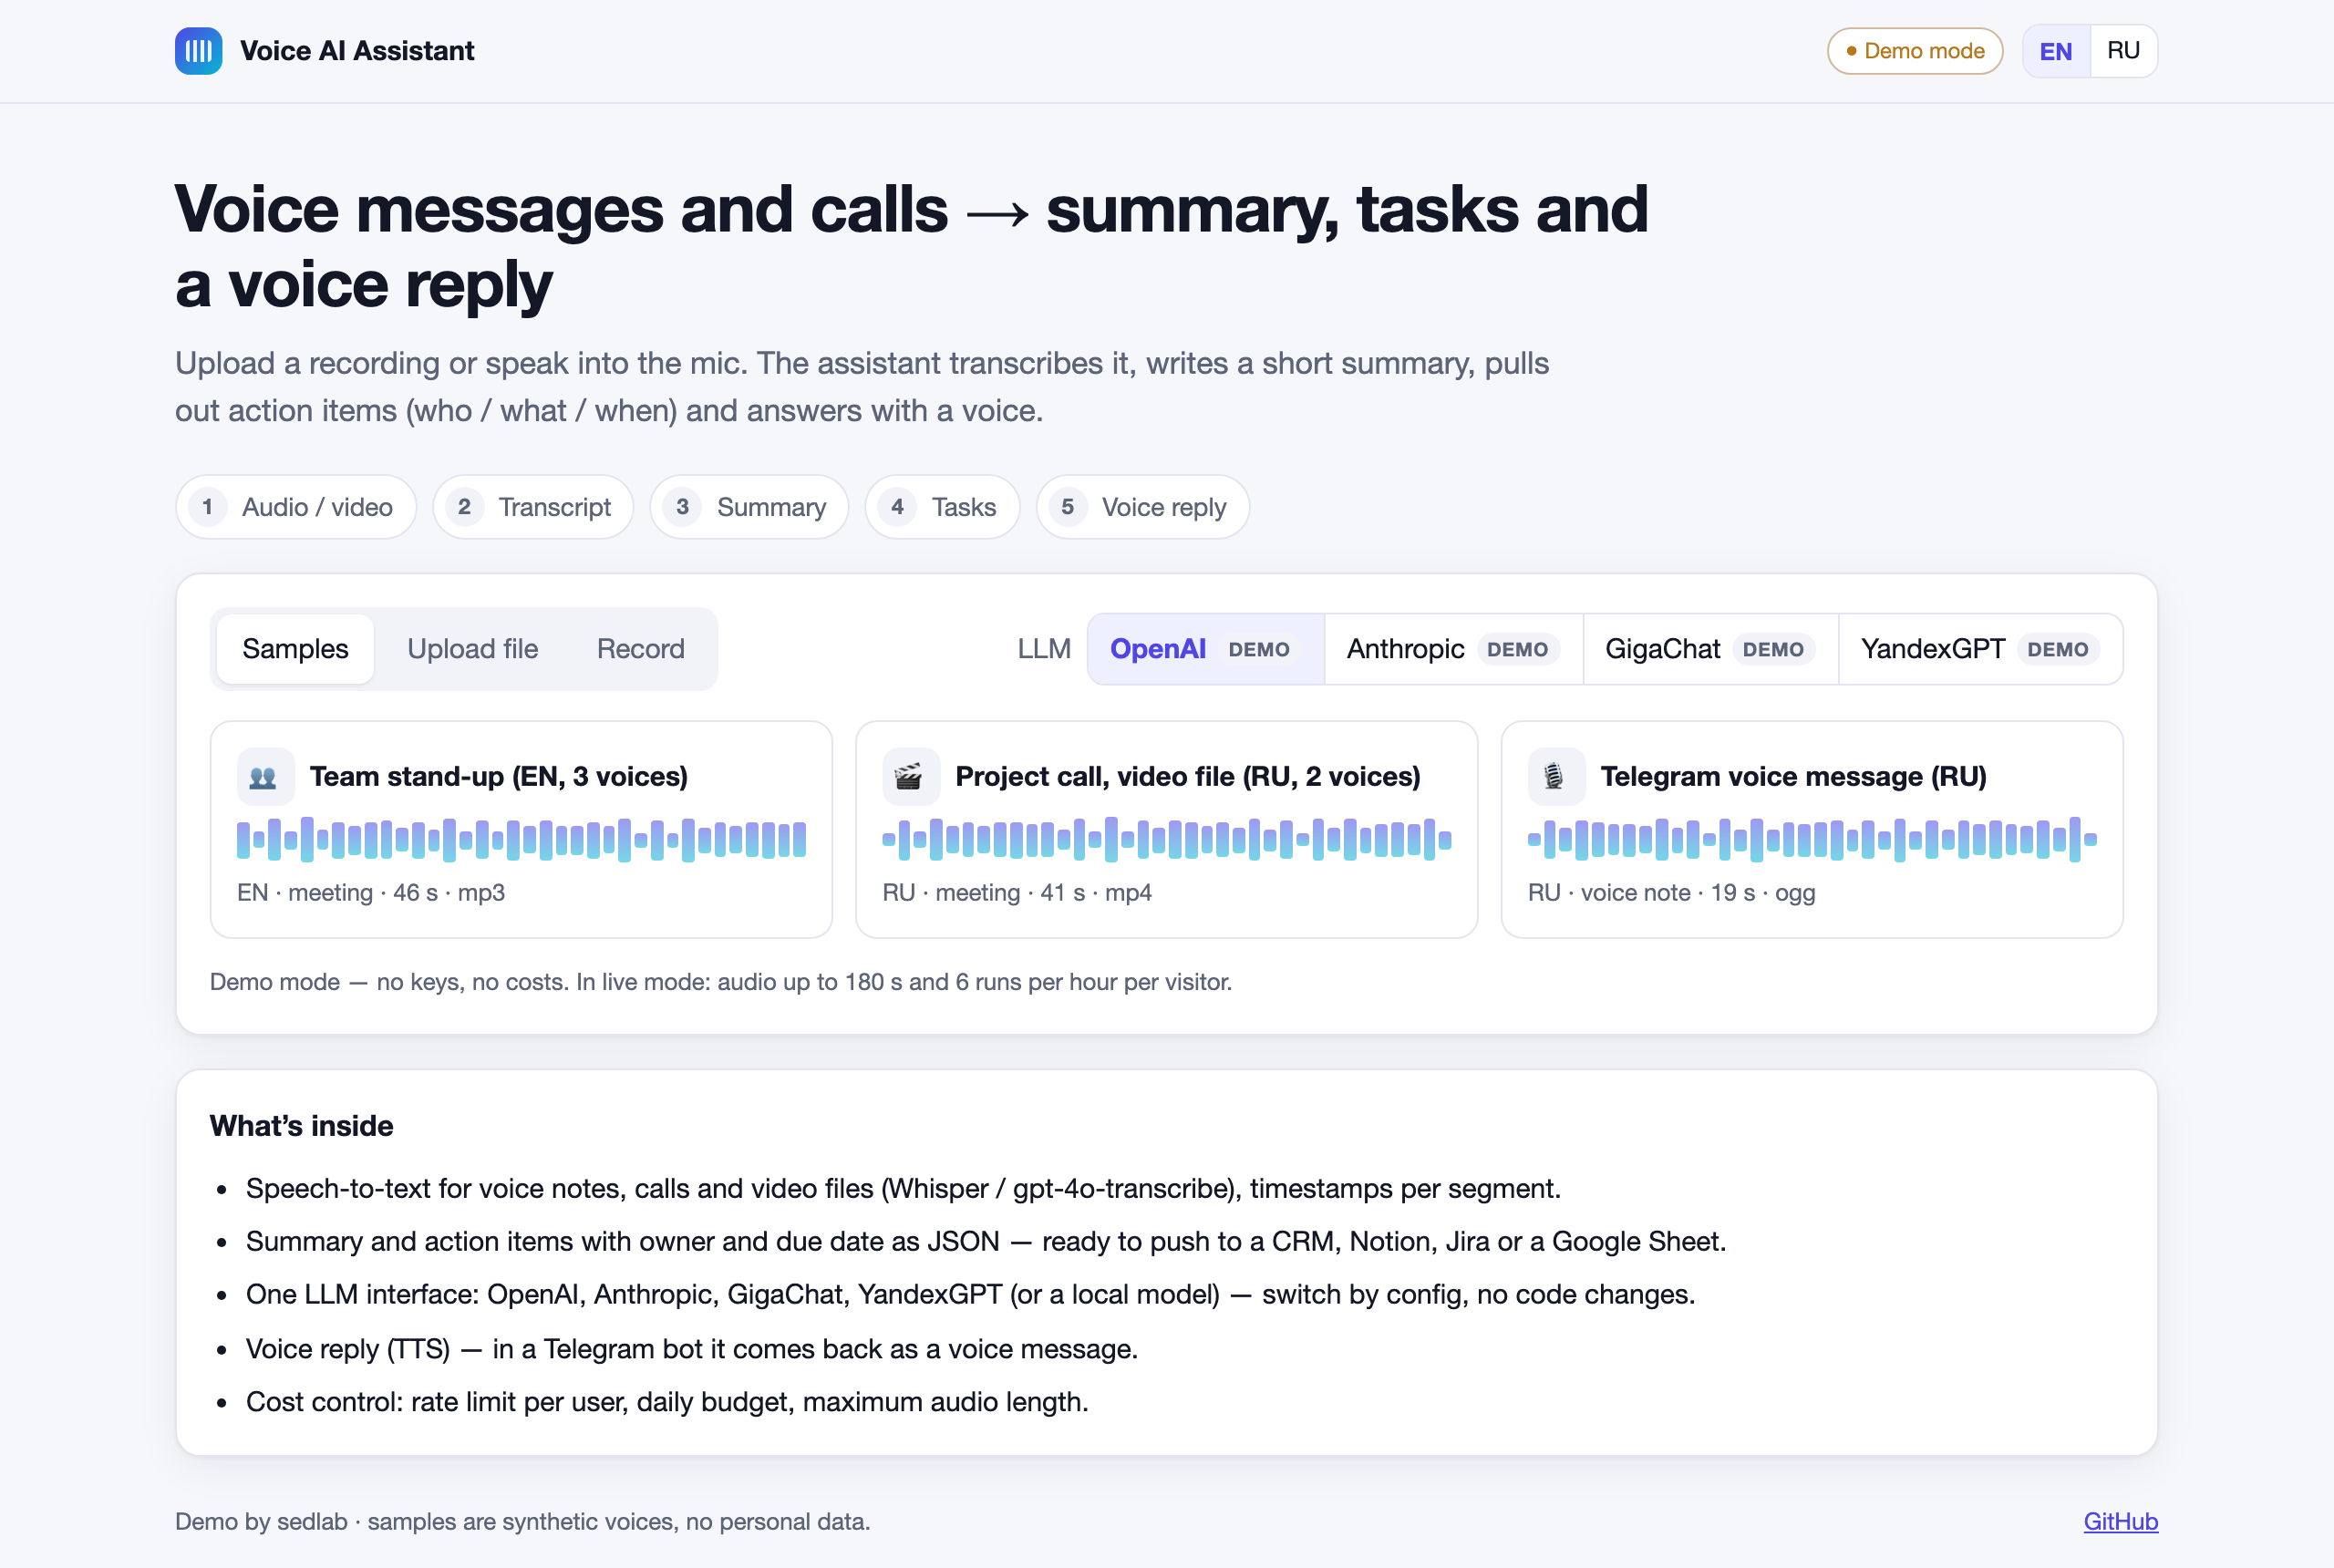 Voice AI Assistant
Demo mode
EN RU
Voice messages and calls → summary, tasks and
a voice reply
Upload a recording or speak into the mic. The assistant transcribes it, writes a short summary, pulls
out action items (who / what / when) and answers with a voice.
1 Audio / video 2 Transcript 3 Summary 4 Tasks 5 Voice reply
Samples Upload file Record
LLM OpenAI DEMO Anthropic DEMO GigaChat DEMO YandexGPT DEMO
Team stand-up (EN, 3 voices)
EN · meeting · 46 s · mp3
Project call, video file (RU, 2 voices)
RU · meeting · 41 s · mp4
Telegram voice message (RU)
RU · voice note · 19 s · ogg
Demo mode — no keys, no costs. In live mode: audio up to 180 s and 6 runs per hour per visitor.
What’s inside
• Speech-to-text for voice notes, calls and video files (Whisper / gpt-4o-transcribe), timestamps per segment.
• Summary and action items with owner and due date as JSON — ready to push to a CRM, Notion, Jira or a Google Sheet.
• One LLM interface: OpenAI, Anthropic, GigaChat, YandexGPT (or a local model) — switch by config, no code changes.
• Voice reply (TTS) — in a Telegram bot it comes back as a voice message.
• Cost control: rate limit per user, daily budget, maximum audio length.
Demo by sedlab · samples are synthetic voices, no personal data.
GitHub